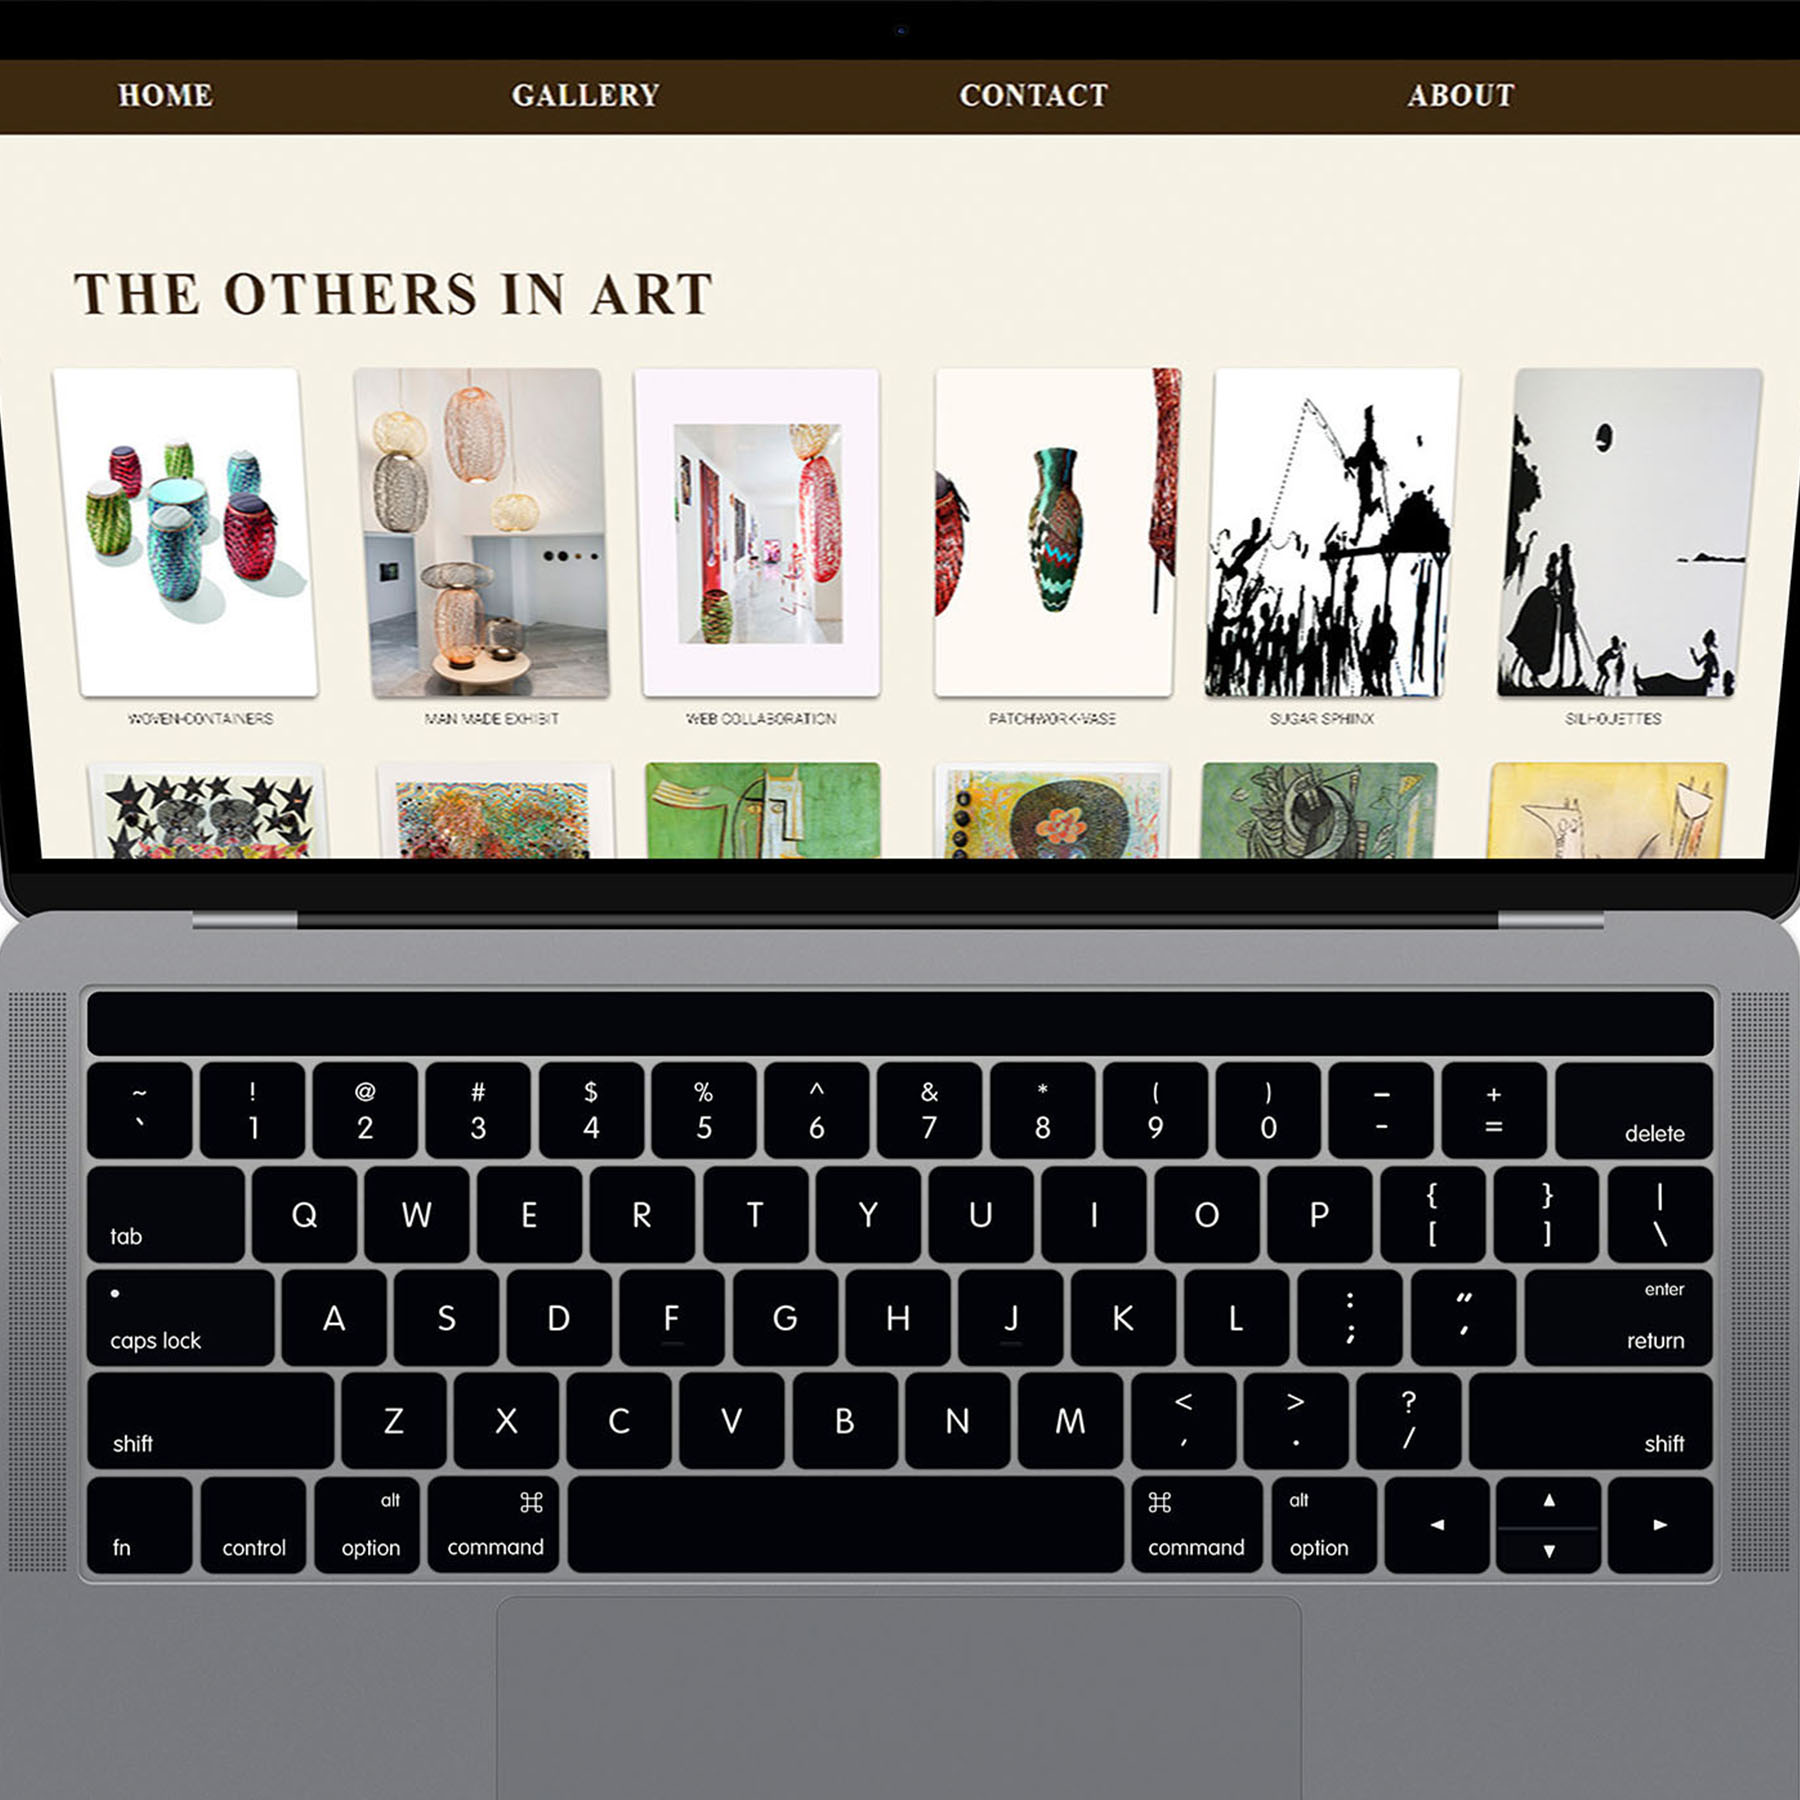 HOME GALLERY CONTACT ABOUT
THE OTHERS IN ART
WOVEN-CONTAINERS MAN MADE EXHIBIT WEB COLLABORATION PATCHWORK-VASE SUGAR SPHINX SILHOUETTES
~ ! @ # $ % ^ & * ( ) – +
` 1 2 3 4 5 6 7 8 9 0 - = delete
tab Q W E R T Y U I O P { [ } ] | \
caps lock A S D F G H J K L : ; " ' enter return
shift Z X C V B N M < , > . ? / shift
fn control alt option ⌘ command ⌘ command alt option ◄ ▲ ▼ ►